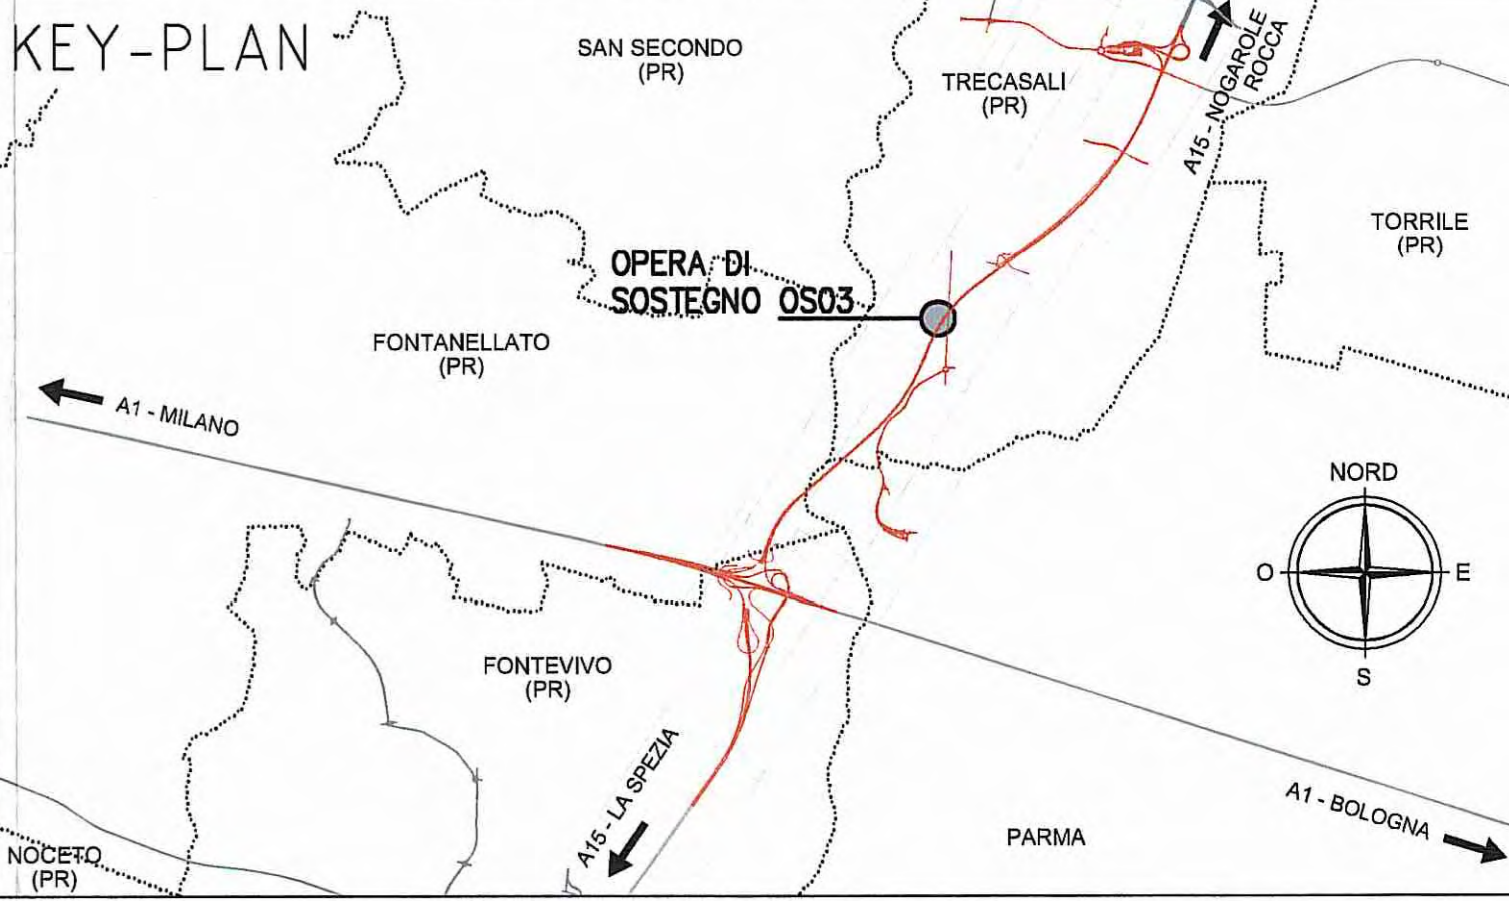 KEY-PLAN
SAN SECONDO
(PR)
TRECASALI
(PR)
A15 - NOGAROLE
ROCCA
TORRILE
(PR)
OPERA DI
SOSTEGNO OS03
FONTANELLATO
(PR)
A1 - MILANO
NORD
O
E
S
FONTEVIVO
(PR)
A15 - LA SPEZIA
A1 - BOLOGNA
PARMA
NOCETO
(PR)